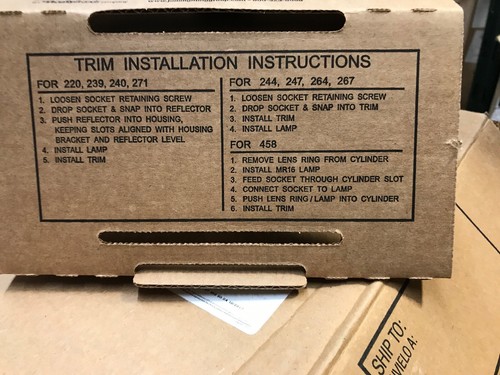 TRIM INSTALLATION INSTRUCTIONS
FOR 220, 239, 240, 271
1. LOOSEN SOCKET RETAINING SCREW
2. DROP SOCKET & SNAP INTO REFLECTOR
3. PUSH REFLECTOR INTO HOUSING,
KEEPING SLOTS ALIGNED WITH HOUSING
BRACKET AND REFLECTOR LEVEL
4. INSTALL LAMP
5. INSTALL TRIM
FOR 244, 247, 264, 267
1. LOOSEN SOCKET RETAINING SCREW
2. DROP SOCKET & SNAP INTO TRIM
3. INSTALL TRIM
4. INSTALL LAMP
FOR 458
1. REMOVE LENS RING FROM CYLINDER
2. INSTALL MR16 LAMP
3. FEED SOCKET THROUGH CYLINDER SLOT
4. CONNECT SOCKET TO LAMP
5. PUSH LENS RING/LAMP INTO CYLINDER
6. INSTALL TRIM
SHIP TO:
VIELO A: